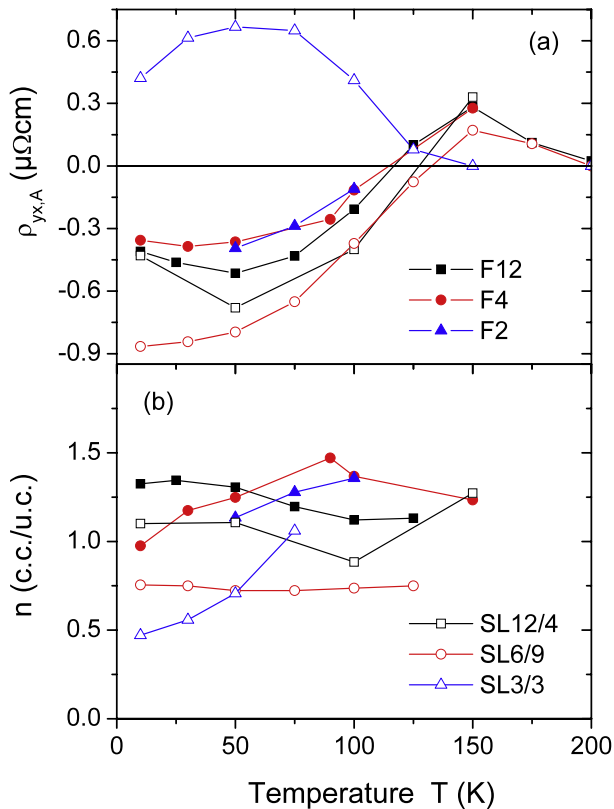 0.6
(a)
0.3
0.0
-0.3
-0.6
-0.9
ρyx,A (μΩcm)
F12
F4
F2
(b)
1.5
1.0
0.5
0.0
n (c.c./u.c.)
SL12/4
SL6/9
SL3/3
0 50 100 150 200
Temperature T (K)